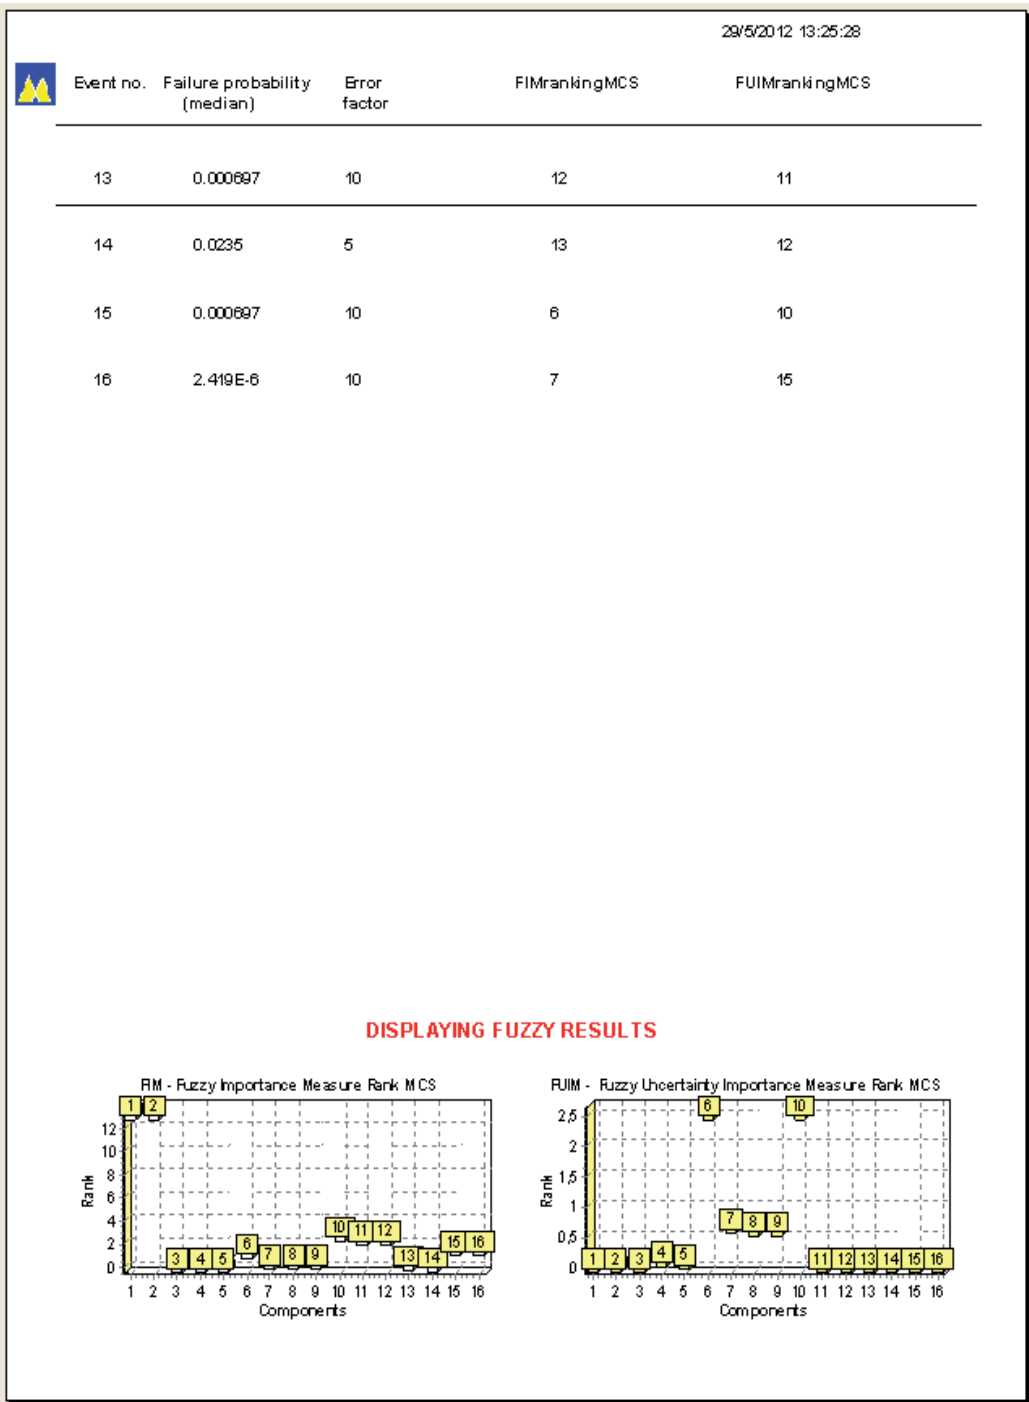 29/5/2012 13:25:28
Event no. Failure probability (median) Error factor FIMrankingMCS FUIMrankingMCS
13 0.000697 10 12 11
14 0.0235 5 13 12
15 0.000697 10 6 10
16 2.419E-6 10 7 15
DISPLAYING FUZZY RESULTS
FIM - Fuzzy Importance Measure Rank MCS
12
10
8
6
4
2
0
Rank
1 2 3 4 5 6 7 8 9 10 11 12 13 14 15 16
1 2 3 4 5 6 7 8 9 10 11 12 13 14 15 16
Components
FUIM - Fuzzy Uncertainty Importance Measure Rank MCS
2,5
2
1,5
1
0,5
0
Rank
1 2 3 4 5 6 7 8 9 10 11 12 13 14 15 16
1 2 3 4 5 6 7 8 9 10 11 12 13 14 15 16
Components